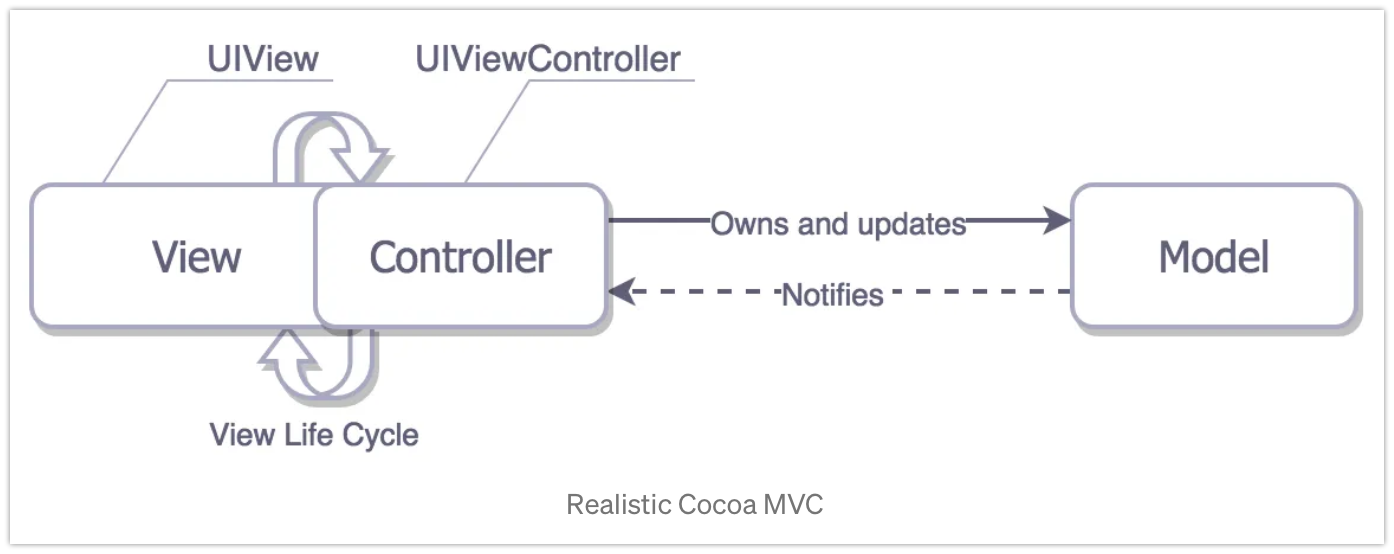 UIView
UIViewController
View
Controller
Owns and updates
Notifies
Model
View Life Cycle
Realistic Cocoa MVC